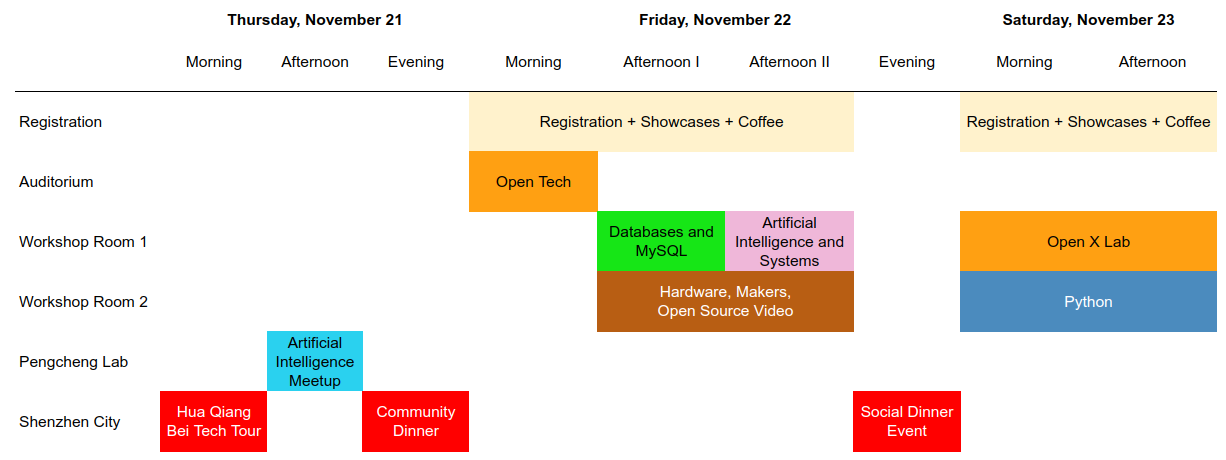 Thursday, November 21
Friday, November 22
Saturday, November 23
Morning
Afternoon
Evening
Morning
Afternoon I
Afternoon II
Evening
Morning
Afternoon
Registration
Registration + Showcases + Coffee
Registration + Showcases + Coffee
Auditorium
Open Tech
Workshop Room 1
Databases and
MySQL
Artificial
Intelligence and
Systems
Open X Lab
Workshop Room 2
Hardware, Makers,
Open Source Video
Python
Pengcheng Lab
Artificial
Intelligence
Meetup
Shenzhen City
Hua Qiang
Bei Tech Tour
Community
Dinner
Social Dinner
Event